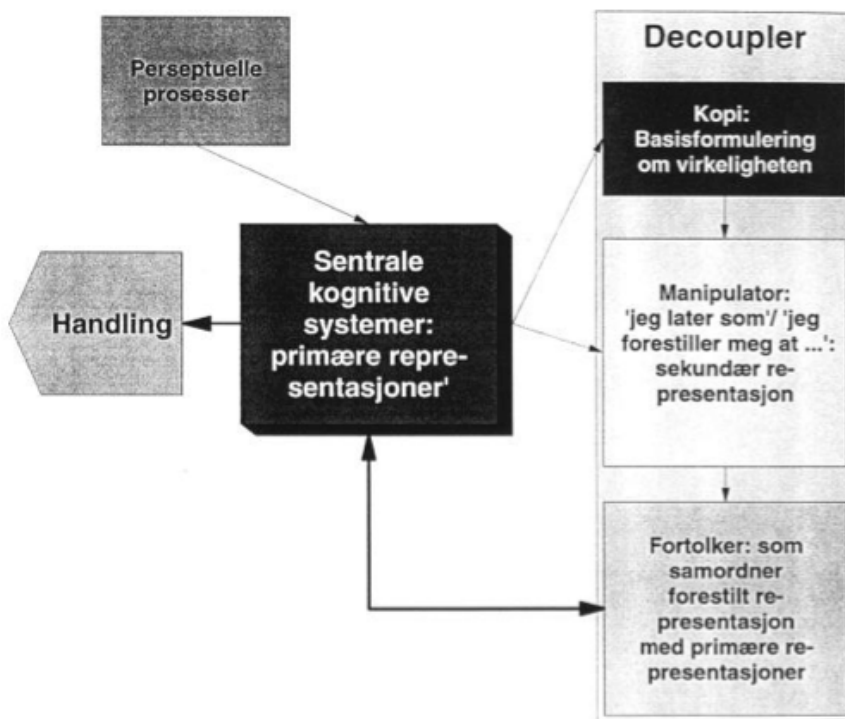 Perseptuelle
prosesser
Decoupler
Kopi:
Basisformulering
om virkeligheten
Sentrale
kognitive
systemer:
primære repre-
sentasjoner'
Handling
Manipulator:
'jeg later som'/ 'jeg
forestiller meg at ...':
sekundær re-
presentasjon
Fortolker: som
samordner
forestilt re-
presentasjon
med primære re-
presentasjoner